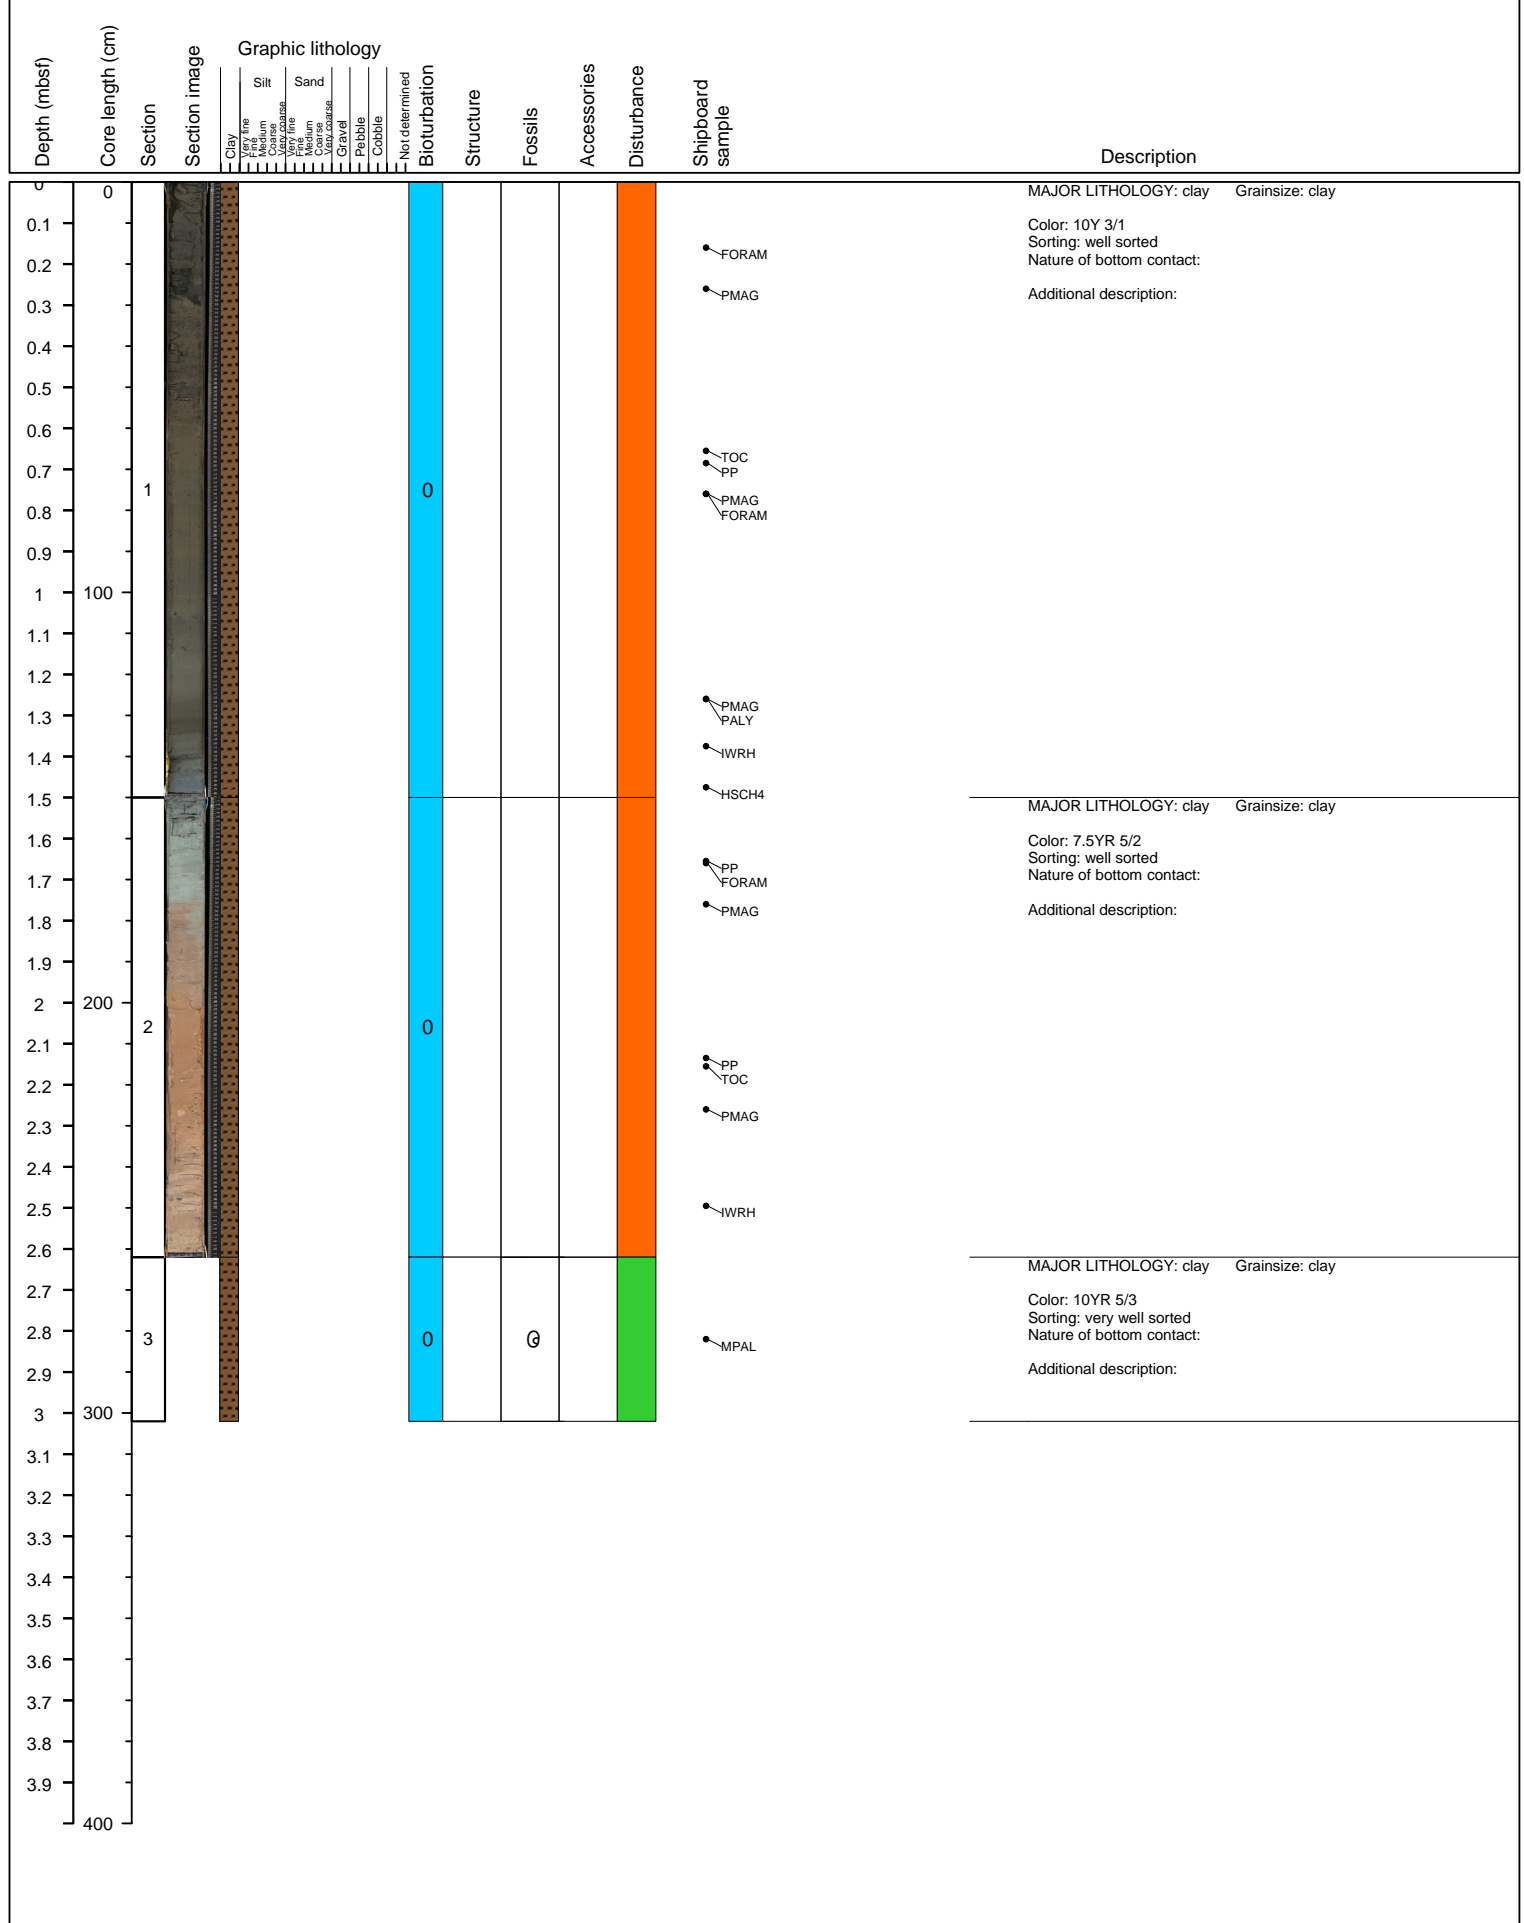 Depth (mbsf)
Core length (cm)
Section
Section image
Graphic lithology
Clay
Silt
Very fine
Fine
Medium
Coarse
Very coarse
Sand
Very fine
Fine
Medium
Coarse
Very coarse
Gravel
Pebble
Cobble
Not determined
Bioturbation
Structure
Fossils
Accessories
Disturbance
Shipboard
sample
Description
0
0.1
0.2
0.3
0.4
0.5
0.6
0.7
0.8
0.9
1
1.1
1.2
1.3
1.4
1.5
1.6
1.7
1.8
1.9
2
2.1
2.2
2.3
2.4
2.5
2.6
2.7
2.8
2.9
3
3.1
3.2
3.3
3.4
3.5
3.6
3.7
3.8
3.9
0
100
200
300
400
1
2
3
0
0
0
FORAM
PMAG
TOC
PP
PMAG
FORAM
PMAG
PALY
IWRH
HSCH4
PP
FORAM
PMAG
PP
TOC
PMAG
IWRH
MPAL
MAJOR LITHOLOGY: clay Grainsize: clay
Color: 10Y 3/1
Sorting: well sorted
Nature of bottom contact:
Additional description:
MAJOR LITHOLOGY: clay Grainsize: clay
Color: 7.5YR 5/2
Sorting: well sorted
Nature of bottom contact:
Additional description:
MAJOR LITHOLOGY: clay Grainsize: clay
Color: 10YR 5/3
Sorting: very well sorted
Nature of bottom contact:
Additional description: